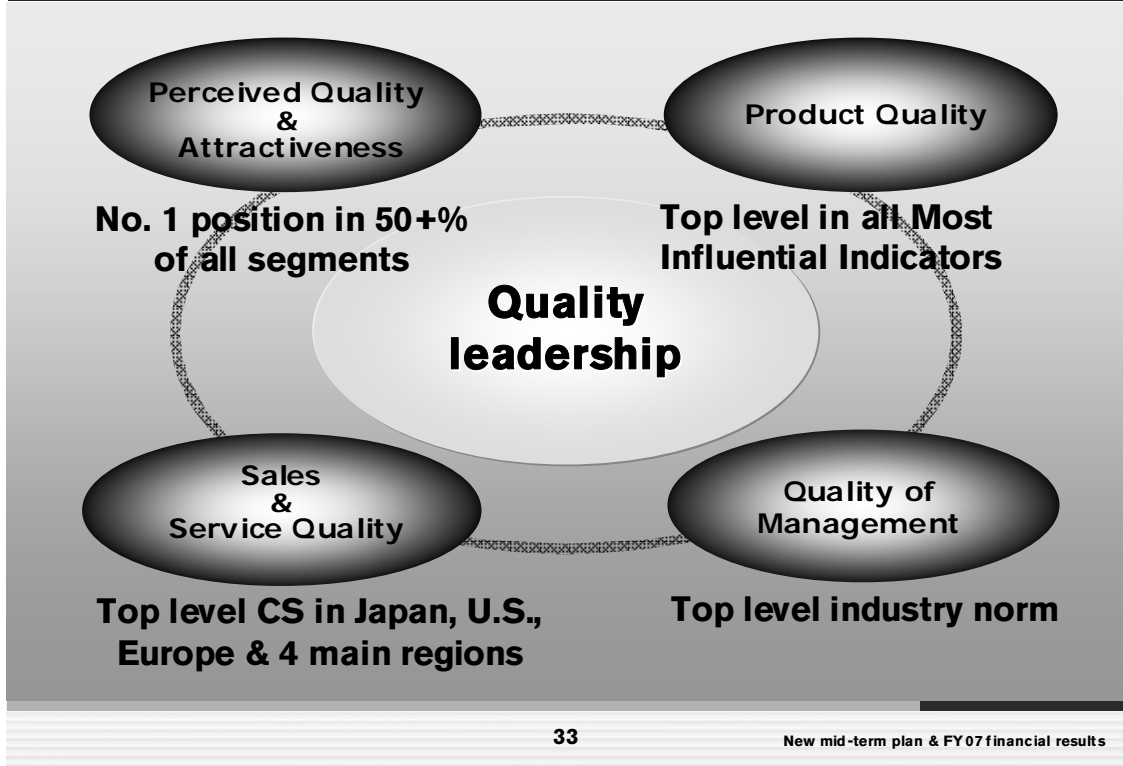 Perceived Quality
&
Attractiveness
No. 1 position in 50+%
of all segments
Product Quality
Top level in all Most
Influential Indicators
Quality
leadership
Sales
&
Service Quality
Top level CS in Japan, U.S.,
Europe & 4 main regions
Quality of
Management
Top level industry norm
33
New mid-term plan & FY07 financial results